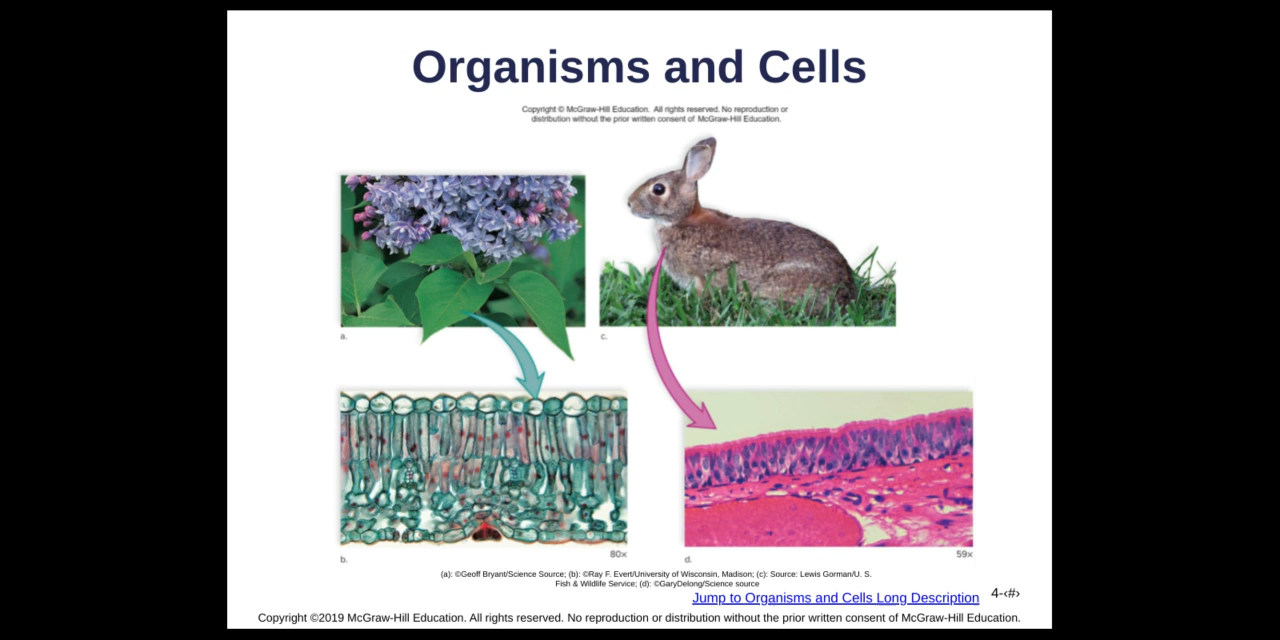 Organisms and Cells
Copyright © McGraw-Hill Education. All rights reserved. No reproduction or
distribution without the prior written consent of McGraw-Hill Education.
a.
c.
80×
59×
b.
d.
(a): ©Geoff Bryant/Science Source; (b): ©Ray F. Evert/University of Wisconsin, Madison; (c): Source: Lewis Gorman/U. S.
Fish & Wildlife Service; (d): ©GaryDelong/Science source
Jump to Organisms and Cells Long Description
4-‹#›
Copyright ©2019 McGraw-Hill Education. All rights reserved. No reproduction or distribution without the prior written consent of McGraw-Hill Education.